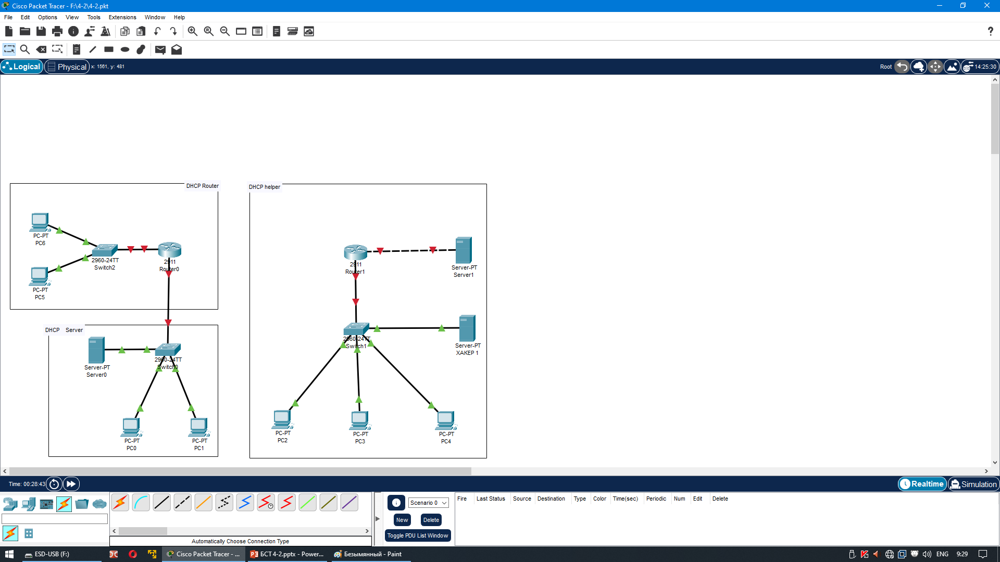 Cisco Packet Tracer - F:\4-2\4-2.pkt
File Edit Options View Tools Extensions Window Help
Logical Physical x: 1561, y: 481 Root 14:25:30
DHCP Router
PC-PT
PC6
2960-24TT
Switch2
2911
Router0
PC-PT
PC5
DHCP Server
Server-PT
Server0
2960-24TT
Switch0
PC-PT
PC0
PC-PT
PC1
DHCP helper
2911
Router1
Server-PT
Server1
2960-24TT
Switch1
Server-PT
ХАКЕР 1
PC-PT
PC2
PC-PT
PC3
PC-PT
PC4
Time: 00:28:43 Realtime Simulation
Scenario 0
New Delete
Toggle PDU List Window
Fire Last Status Source Destination Type Color Time(sec) Periodic Num Edit Delete
Automatically Choose Connection Type
ESD-USB (F:) Cisco Packet Tracer - ... БСТ 4-2.pptx - Power... Безымянный - Paint ENG 9:29